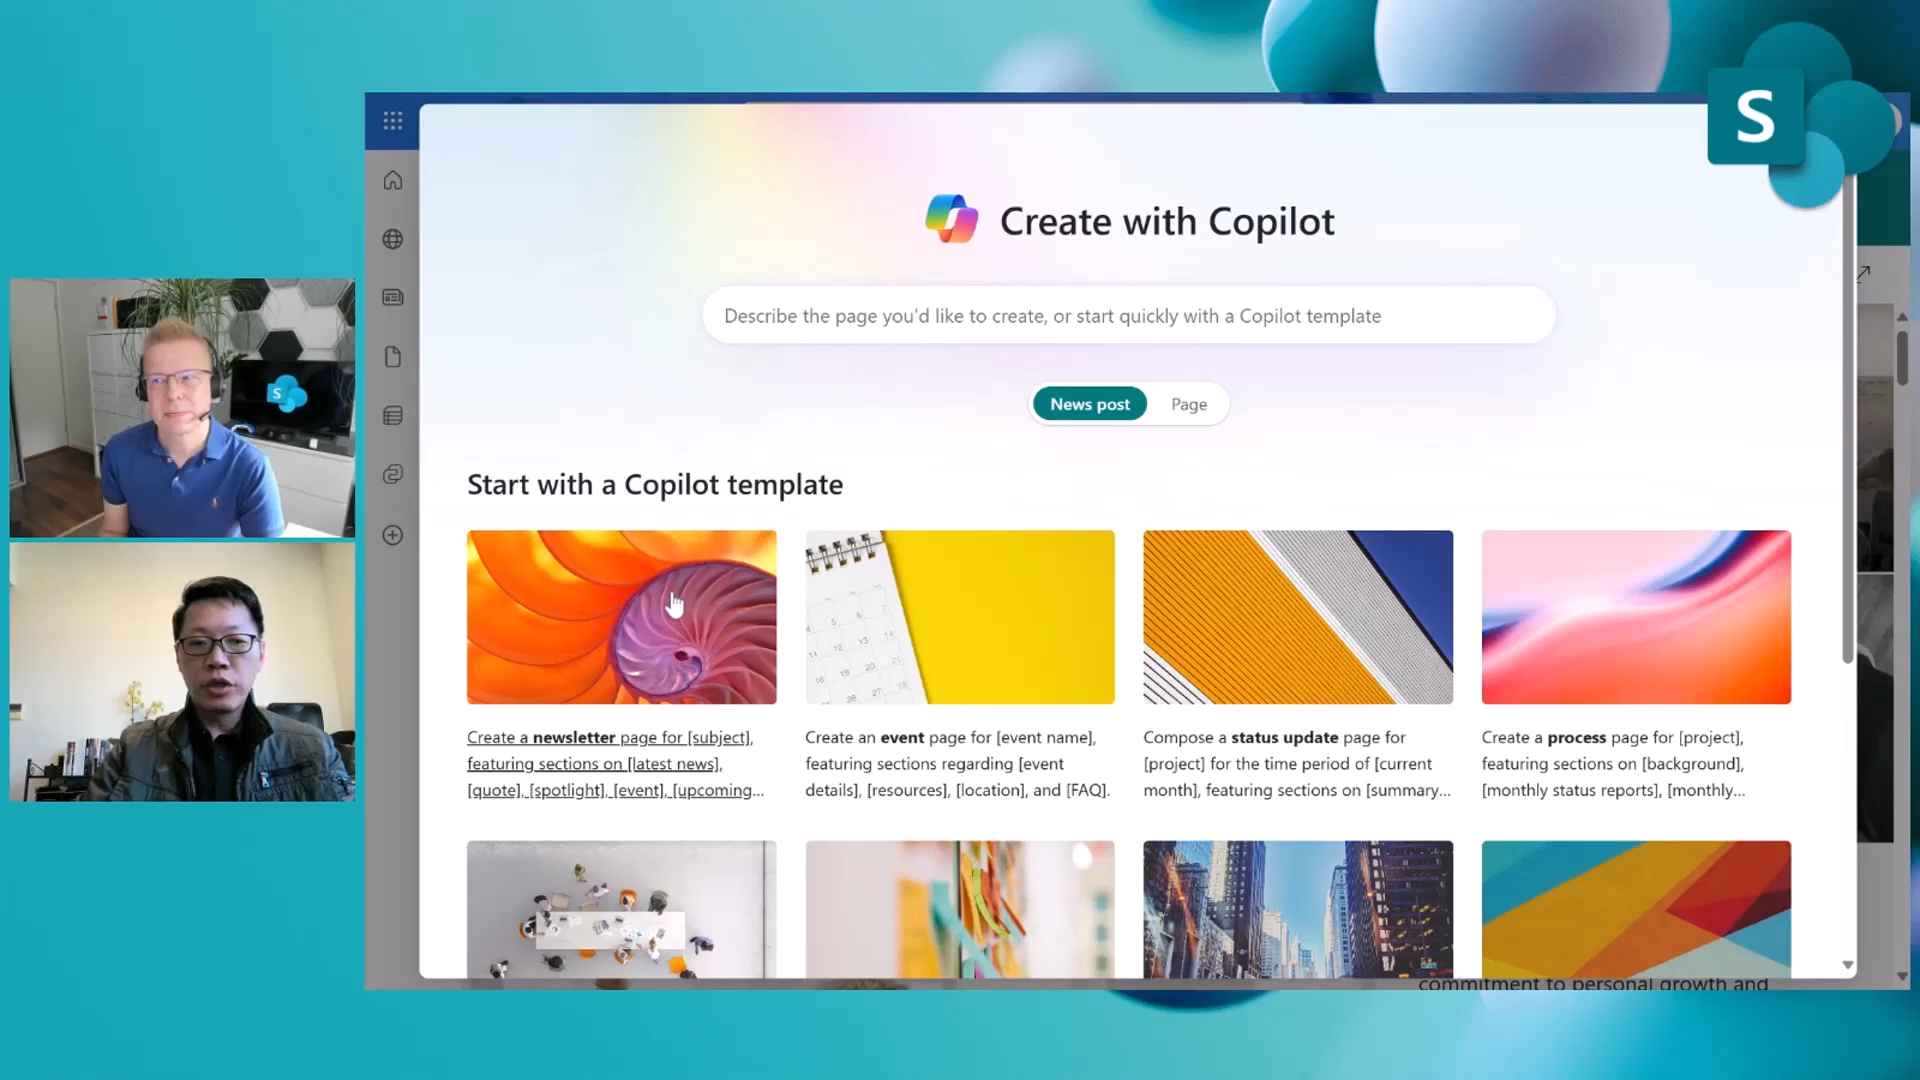 S
Create with Copilot
Describe the page you'd like to create, or start quickly with a Copilot template
News post
Page
Start with a Copilot template
Create a newsletter page for [subject],
featuring sections on [latest news],
[quote], [spotlight], [event], [upcoming...
Create an event page for [event name],
featuring sections regarding [event
details], [resources], [location], and [FAQ].
Compose a status update page for
[project] for the time period of [current
month], featuring sections on [summary...
Create a process page for [project],
featuring sections on [background],
[monthly status reports], [monthly...
commitment to personal growth and
S